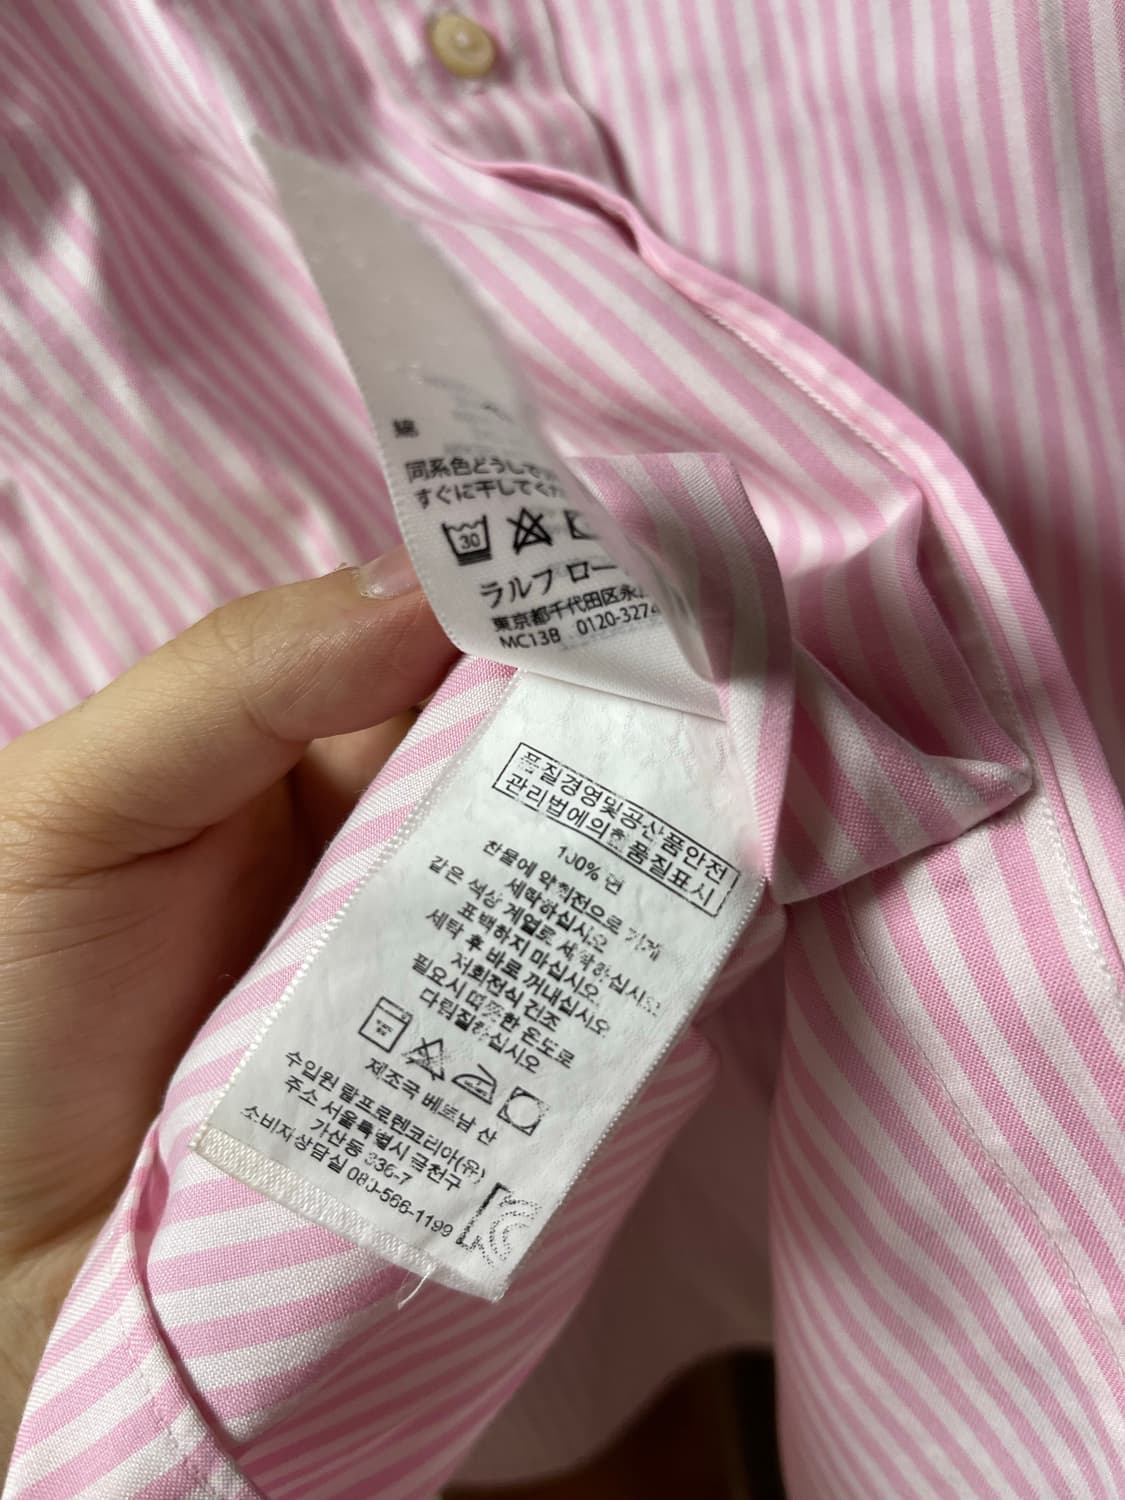 綿
同系色どうしで
すぐに干してくだ
30
ラルフ ロー
東京都千代田区永
MC13B 0120-327
품질경영및공산품안전
관리법에의한 품질표시
100% 면
찬물에 약회전으로 기계
세탁하십시오
같은 색상 계열로 세탁하십시오
표백하지 마십시오
세탁 후 바로 꺼내십시오
저회전식 건조
필요시 따뜻한 온도로
다림질하십시오
제조국 베트남 산
수입원 랄프로렌코리아(유)
주소 서울특별시 금천구
가산동 336-7
소비자상담실 080-566-1199